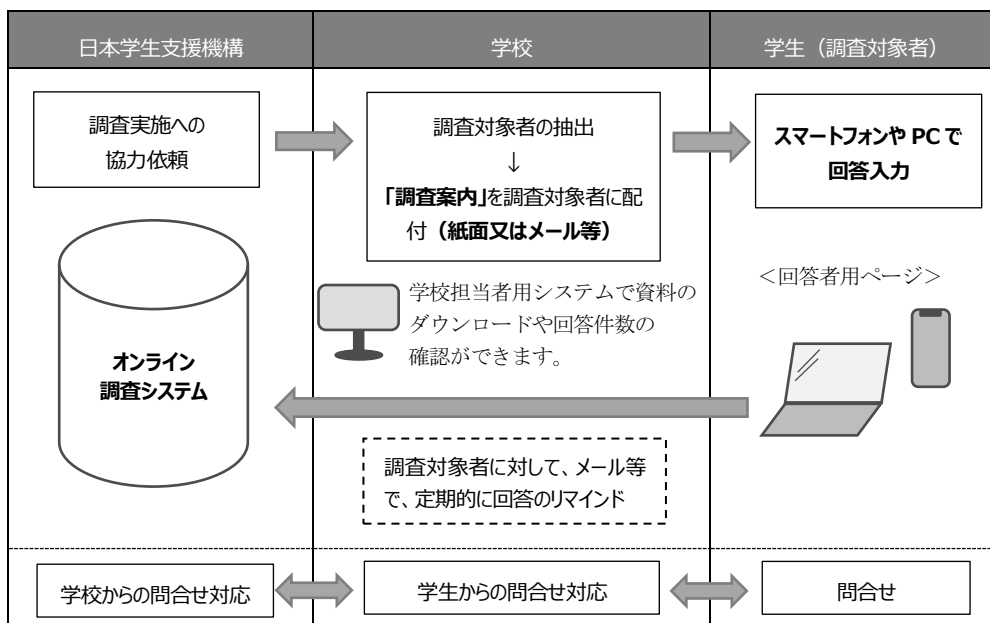 日本学生支援機構
学校
学生（調査対象者）
調査実施への
協力依頼
調査対象者の抽出
↓
「調査案内」を調査対象者に配
付（紙面又はメール等）
スマートフォンや PC で
回答入力
学校担当者用システムで資料の
ダウンロードや回答件数の
確認ができます。
＜回答者用ページ＞
オンライン
調査システム
調査対象者に対して、メール等
で、定期的に回答のリマインド
学校からの問合せ対応
学生からの問合せ対応
問合せ